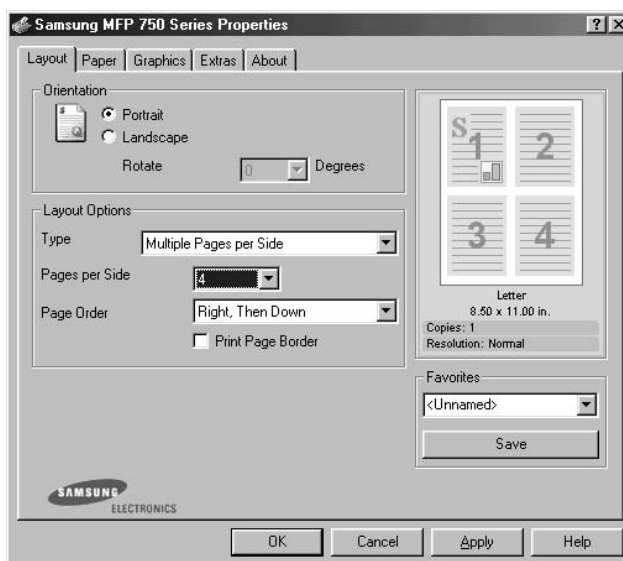 Samsung MFP 750 Series Properties
Layout Paper Graphics Extras About
Orientation
S
Portrait
Landscape
Rotate 0 Degrees
Layout Options
Type Multiple Pages per Side
Pages per Side 4
Page Order Right, Then Down
Print Page Border
S
1 2
3 4
Letter
8.50 x 11.00 in.
Copies: 1
Resolution: Normal
Favorites
<Unnamed>
Save
SAMSUNG
ELECTRONICS
OK Cancel Apply Help